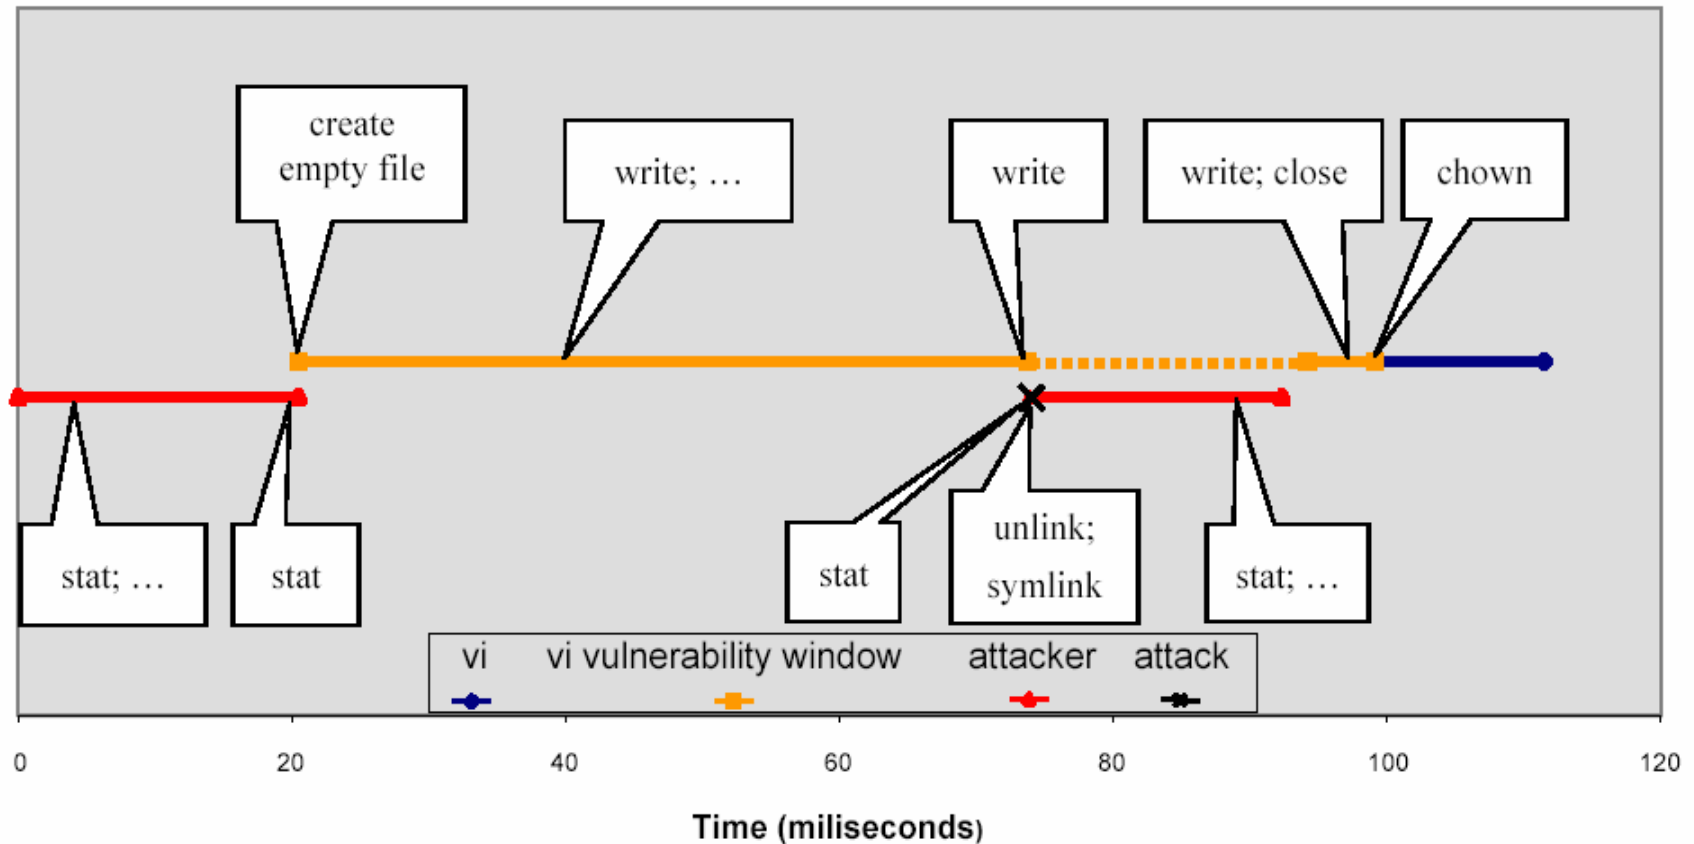 create
empty file
write; …
write
write; close
chown
stat; …
stat
stat
unlink;
symlink
stat; …
vi vi vulnerability window attacker attack
0 20 40 60 80 100 120
Time (miliseconds)